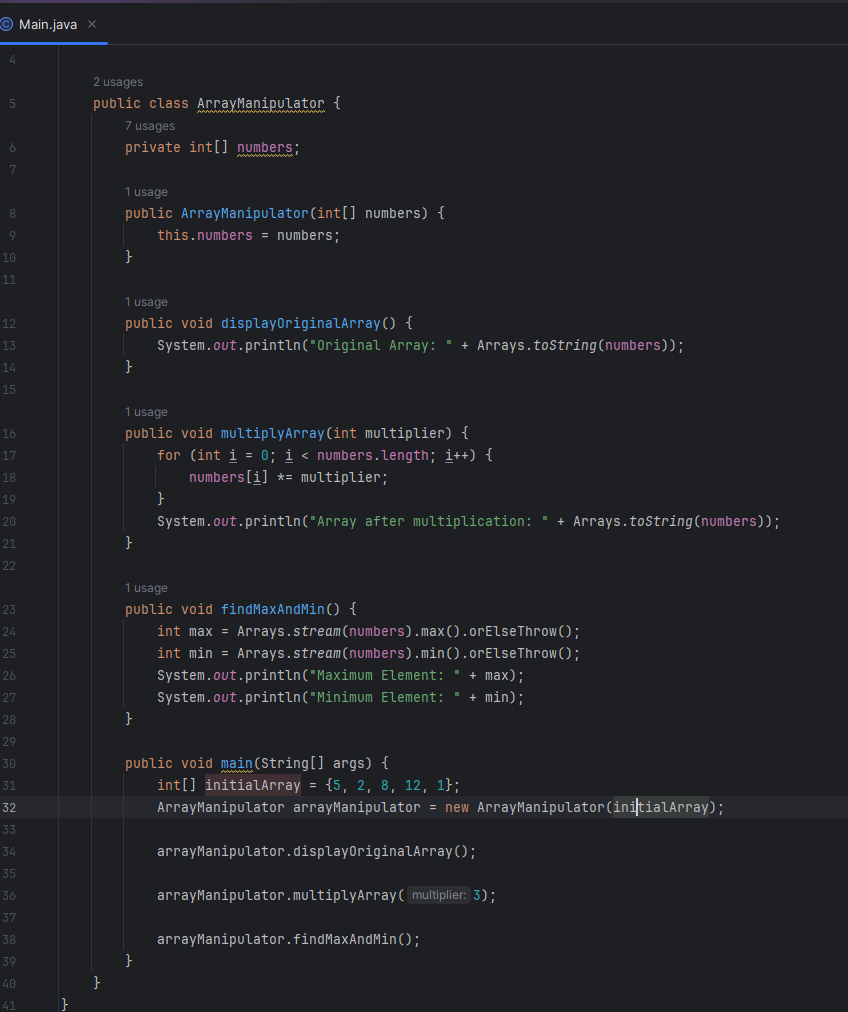 Main.java ×
4
2 usages
5 public class ArrayManipulator {
7 usages
6 private int[] numbers;
7
1 usage
8 public ArrayManipulator(int[] numbers) {
9 this.numbers = numbers;
10 }
11
1 usage
12 public void displayOriginalArray() {
13 System.out.println("Original Array: " + Arrays.toString(numbers));
14 }
15
1 usage
16 public void multiplyArray(int multiplier) {
17 for (int i = 0; i < numbers.length; i++) {
18 numbers[i] *= multiplier;
19 }
20 System.out.println("Array after multiplication: " + Arrays.toString(numbers));
21 }
22
1 usage
23 public void findMaxAndMin() {
24 int max = Arrays.stream(numbers).max().orElseThrow();
25 int min = Arrays.stream(numbers).min().orElseThrow();
26 System.out.println("Maximum Element: " + max);
27 System.out.println("Minimum Element: " + min);
28 }
29
30 public void main(String[] args) {
31 int[] initialArray = {5, 2, 8, 12, 1};
32 ArrayManipulator arrayManipulator = new ArrayManipulator(initialArray);
33
34 arrayManipulator.displayOriginalArray();
35
36 arrayManipulator.multiplyArray( multiplier: 3);
37
38 arrayManipulator.findMaxAndMin();
39 }
40 }
41 }